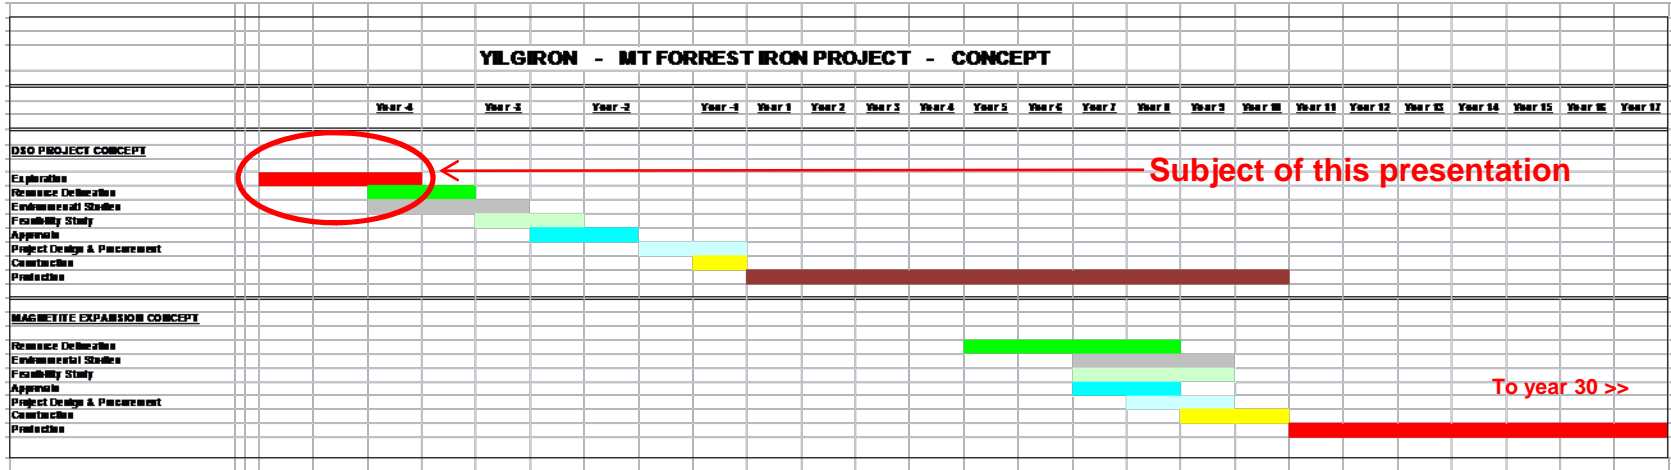 YILGIRON - MT FORREST IRON PROJECT - CONCEPT
Year -4 Year -3 Year -2 Year -1 Year 1 Year 2 Year 3 Year 4 Year 5 Year 6 Year 7 Year 8 Year 9 Year 10 Year 11 Year 12 Year 13 Year 14 Year 15 Year 16 Year 17
DSO PROJECT CONCEPT
Subject of this presentation
Exploration
Resource Delineation
Environmentatl Studies
Feasibility Study
Approvals
Project Design & Procurement
Construction
Production
MAGNETITE EXPANSION CONCEPT
Resource Delineation
Environmental Studies
Feasibility Study
Approvals
To year 30 >>
Project Design & Procurement
Construction
Production